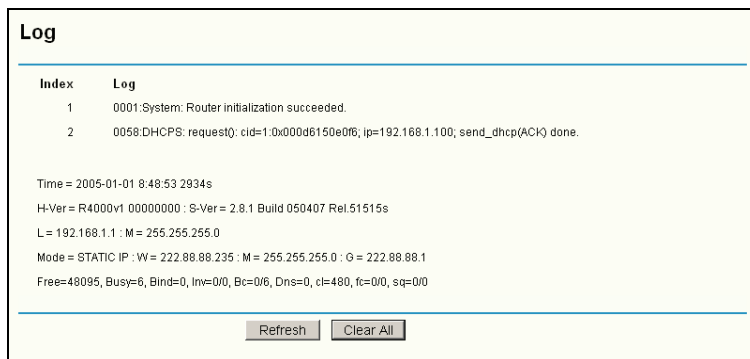 Log
Index Log
1 0001:System: Router initialization succeeded.
2 0058:DHCPS: request(): cid=1:0x000d6150e0f6; ip=192.168.1.100; send_dhcp(ACK) done.
Time = 2005-01-01 8:48:53 2934s
H-Ver = R4000v1 00000000 : S-Ver = 2.8.1 Build 050407 Rel.51515s
L = 192.168.1.1 : M = 255.255.255.0
Mode = STATIC IP : W = 222.88.88.235 : M = 255.255.255.0 : G = 222.88.88.1
Free=48095, Busy=6, Bind=0, Inv=0/0, Bc=0/6, Dns=0, cl=480, fc=0/0, sq=0/0
Refresh Clear All